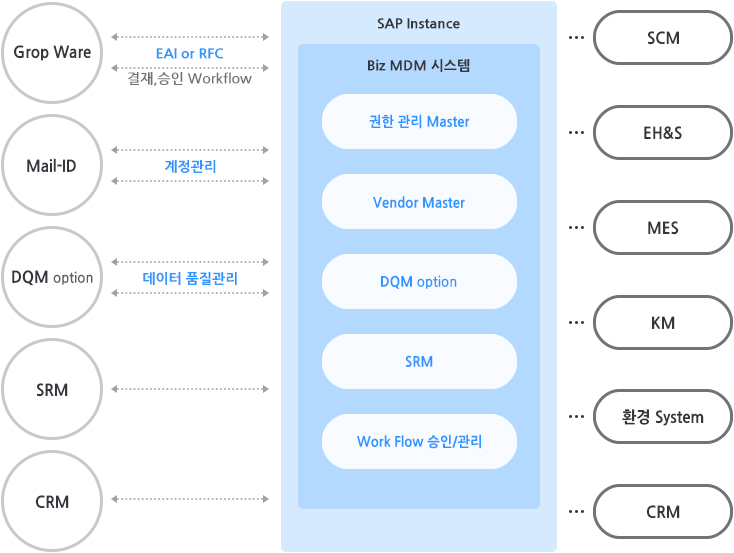 Grop Ware
EAI or RFC
결재,승인 Workflow
Mail-ID
계정관리
DQM option
데이터 품질관리
SRM
CRM
SAP Instance
Biz MDM 시스템
권한 관리 Master
Vendor Master
DQM option
SRM
Work Flow 승인/관리
SCM
EH&S
MES
KM
환경 System
CRM